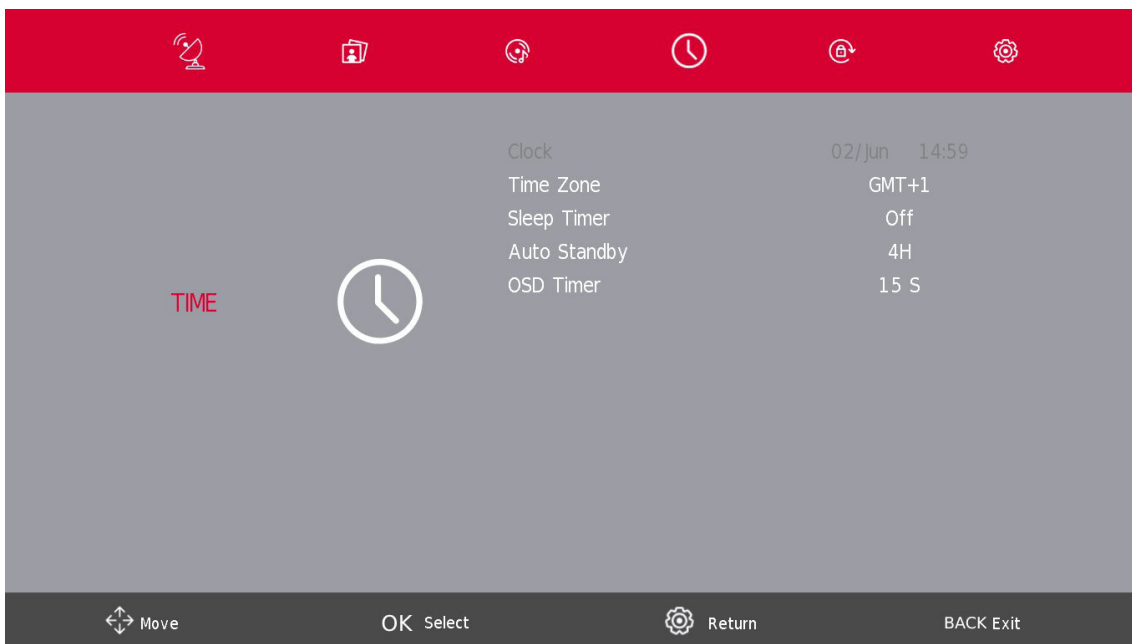 Clock 02/Jun 14:59
Time Zone GMT+1
Sleep Timer Off
Auto Standby 4H
OSD Timer 15 S
TIME
Move OK Select Return BACK Exit